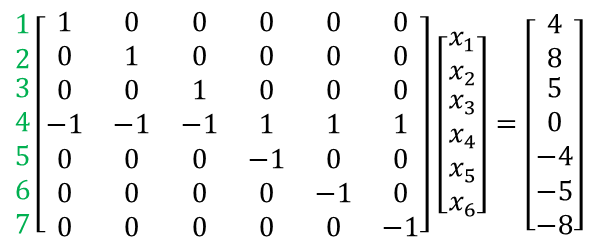 1 [ 1 0 0 0 0 0 ] [ x₁ ] = [ 4 ]
2 [ 0 1 0 0 0 0 ] [ x₂ ] [ 8 ]
3 [ 0 0 1 0 0 0 ] [ x₃ ] [ 5 ]
4 [ −1 −1 −1 1 1 1 ] [ x₄ ] [ 0 ]
5 [ 0 0 0 −1 0 0 ] [ x₅ ] [ −4 ]
6 [ 0 0 0 0 −1 0 ] [ x₆ ] [ −5 ]
7 [ 0 0 0 0 0 −1 ] [ −8 ]